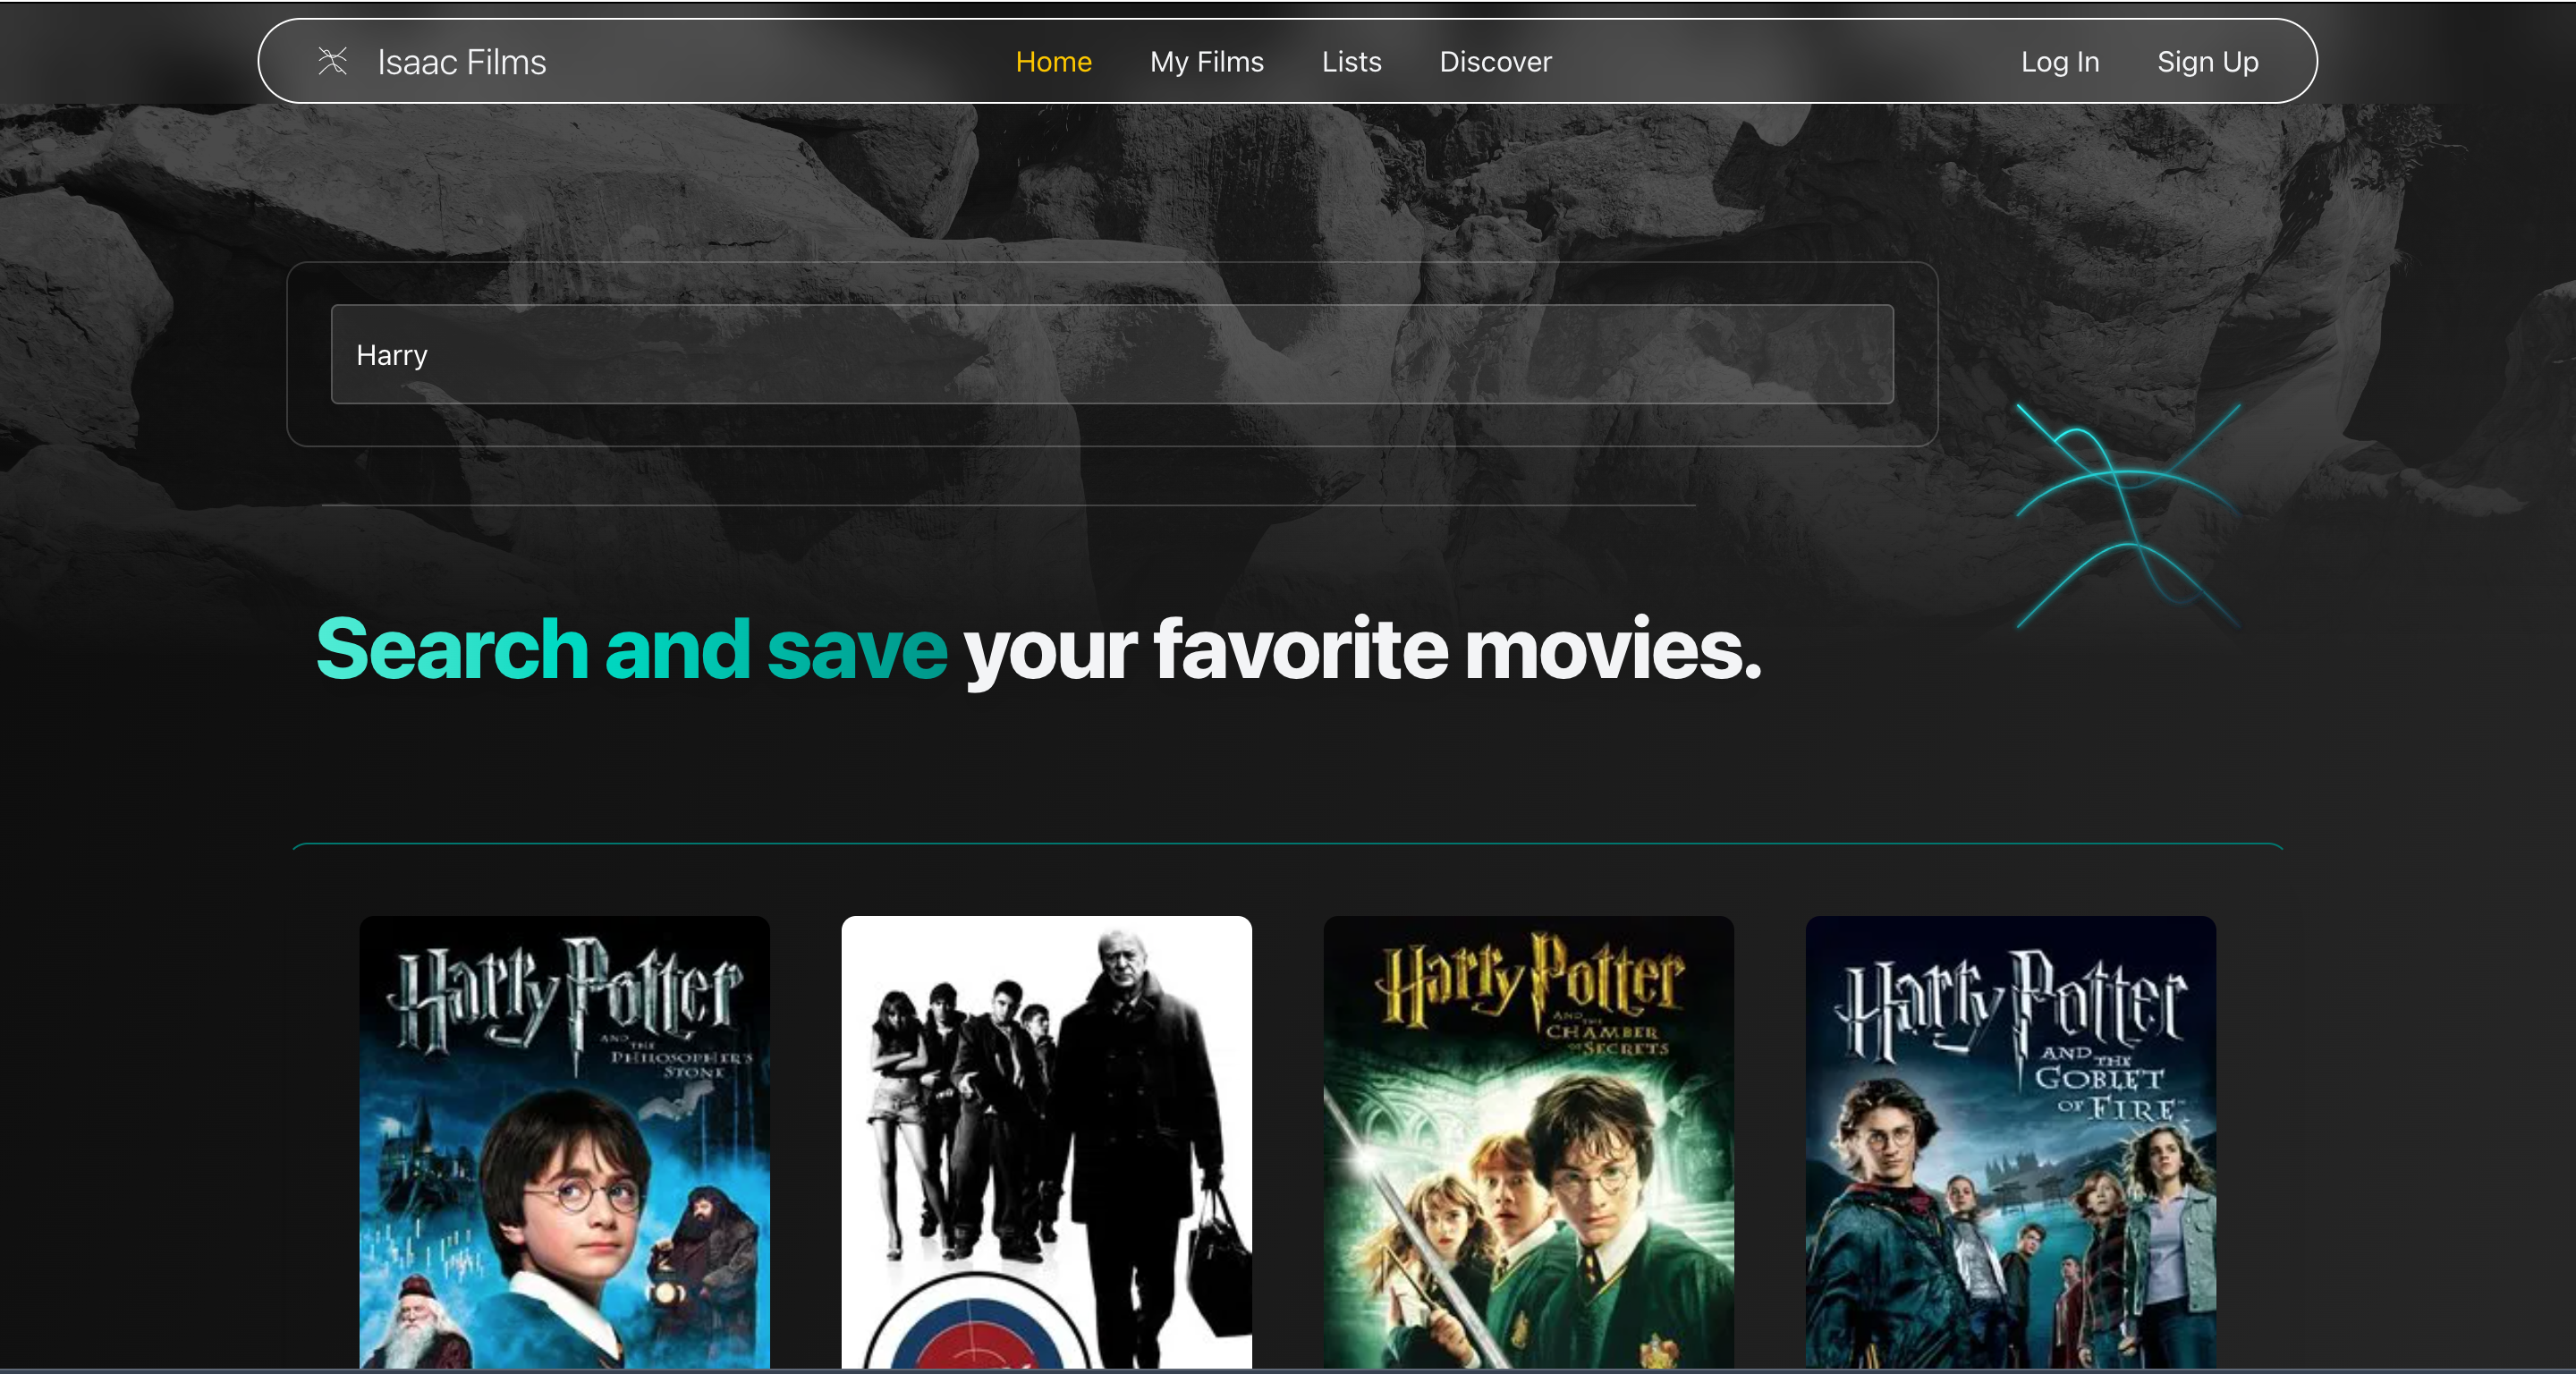 Isaac Films
Home
My Films
Lists
Discover
Log In
Sign Up
Harry
Search and save your favorite movies.
Harry Potter
AND THE
PHILOSOPHER'S
STONE
Harry Potter
AND THE
CHAMBER
OF SECRETS
Harry Potter
AND THE
GOBLET
OF FIRE